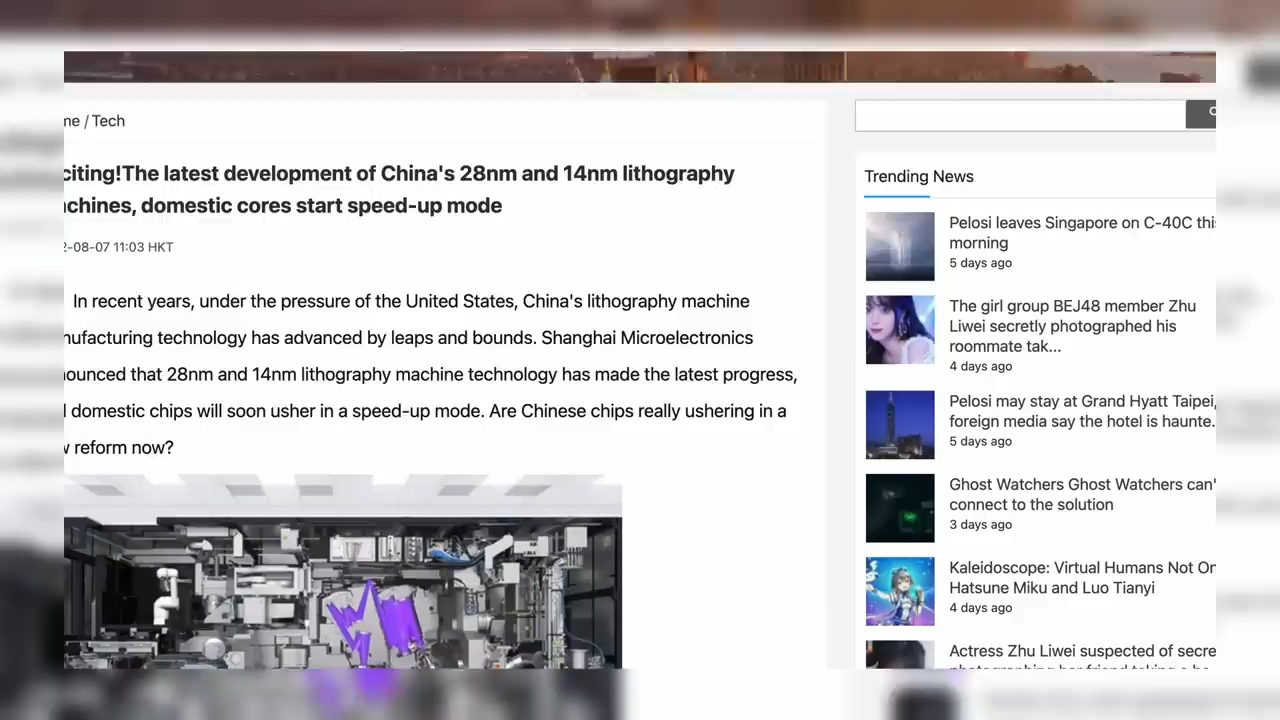 me / Tech
citing!The latest development of China's 28nm and 14nm lithography
achines, domestic cores start speed-up mode
2-08-07 11:03 HKT
In recent years, under the pressure of the United States, China's lithography machine
nufacturing technology has advanced by leaps and bounds. Shanghai Microelectronics
nounced that 28nm and 14nm lithography machine technology has made the latest progress,
domestic chips will soon usher in a speed-up mode. Are Chinese chips really ushering in a
reform now?
Trending News
Pelosi leaves Singapore on C-40C this
morning
5 days ago
The girl group BEJ48 member Zhu
Liwei secretly photographed his
roommate tak...
4 days ago
Pelosi may stay at Grand Hyatt Taipei,
foreign media say the hotel is haunte.
5 days ago
Ghost Watchers Ghost Watchers can'
connect to the solution
3 days ago
Kaleidoscope: Virtual Humans Not On
Hatsune Miku and Luo Tianyi
4 days ago
Actress Zhu Liwei suspected of secre